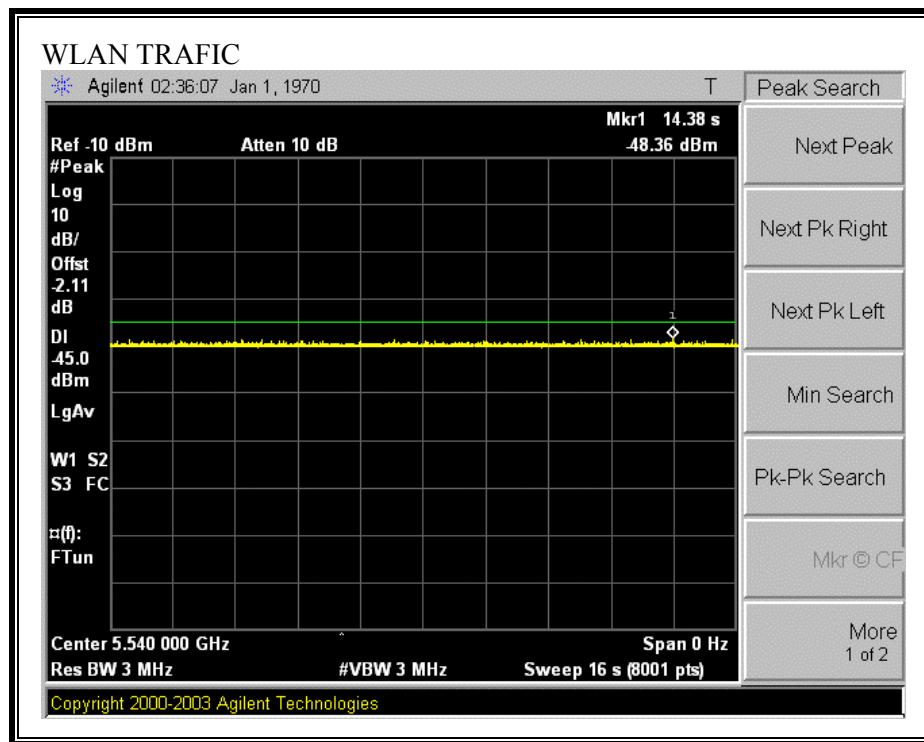 WLAN TRAFIC
Agilent 02:36:07 Jan 1, 1970 T
Peak Search
Mkr1 14.38 s
Ref -10 dBm Atten 10 dB -48.36 dBm
#Peak
Log
10
dB/
Offst
-2.11
dB
DI
-45.0
dBm
LgAv
W1 S2
S3 FC
¤(f):
FTun
1
Center 5.540 000 GHz Span 0 Hz
Res BW 3 MHz #VBW 3 MHz Sweep 16 s (8001 pts)
Copyright 2000-2003 Agilent Technologies
Next Peak
Next Pk Right
Next Pk Left
Min Search
Pk-Pk Search
Mkr © CF
More
1 of 2